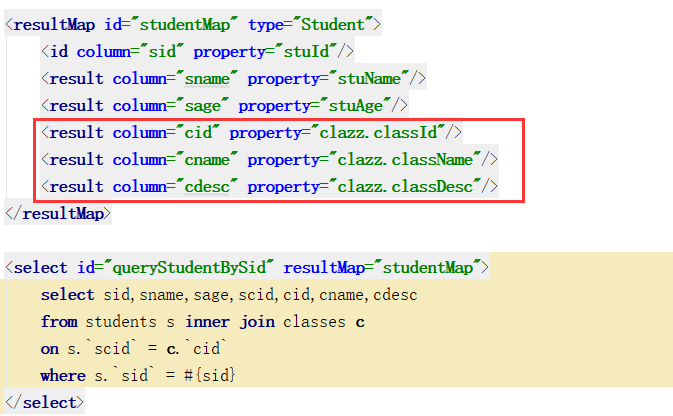 <resultMap id="studentMap" type="Student">
<id column="sid" property="stuId"/>
<result column="sname" property="stuName"/>
<result column="sage" property="stuAge"/>
<result column="cid" property="clazz.classId"/>
<result column="cname" property="clazz.className"/>
<result column="cdesc" property="clazz.classDesc"/>
</resultMap>
<select id="queryStudentBySid" resultMap="studentMap">
select sid,sname,sage,scid,cid,cname,cdesc
from students s inner join classes c
on s.`scid` = c.`cid`
where s.`sid` = #{sid}
</select>